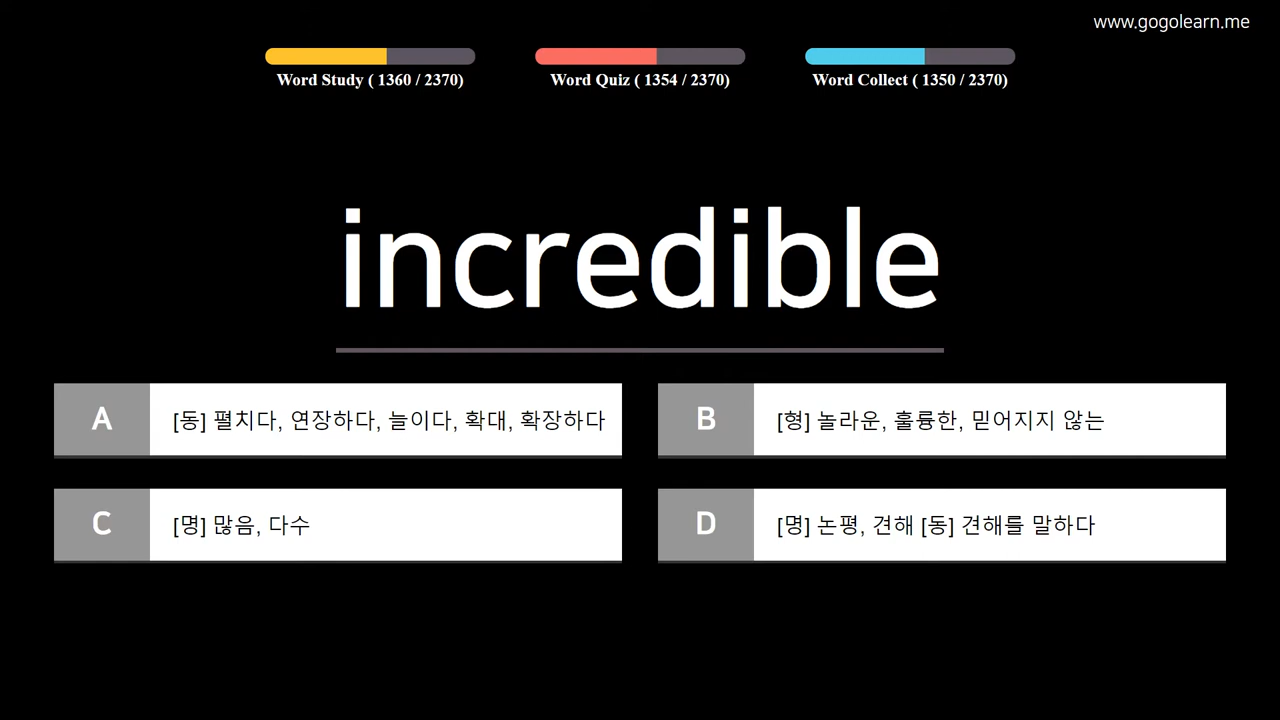 www.gogolearn.me
Word Study ( 1360 / 2370)
Word Quiz ( 1354 / 2370)
Word Collect ( 1350 / 2370)
incredible
A
[동] 펼치다, 연장하다, 늘이다, 확대, 확장하다
B
[형] 놀라운, 훌륭한, 믿어지지 않는
C
[명] 많음, 다수
D
[명] 논평, 견해 [동] 견해를 말하다